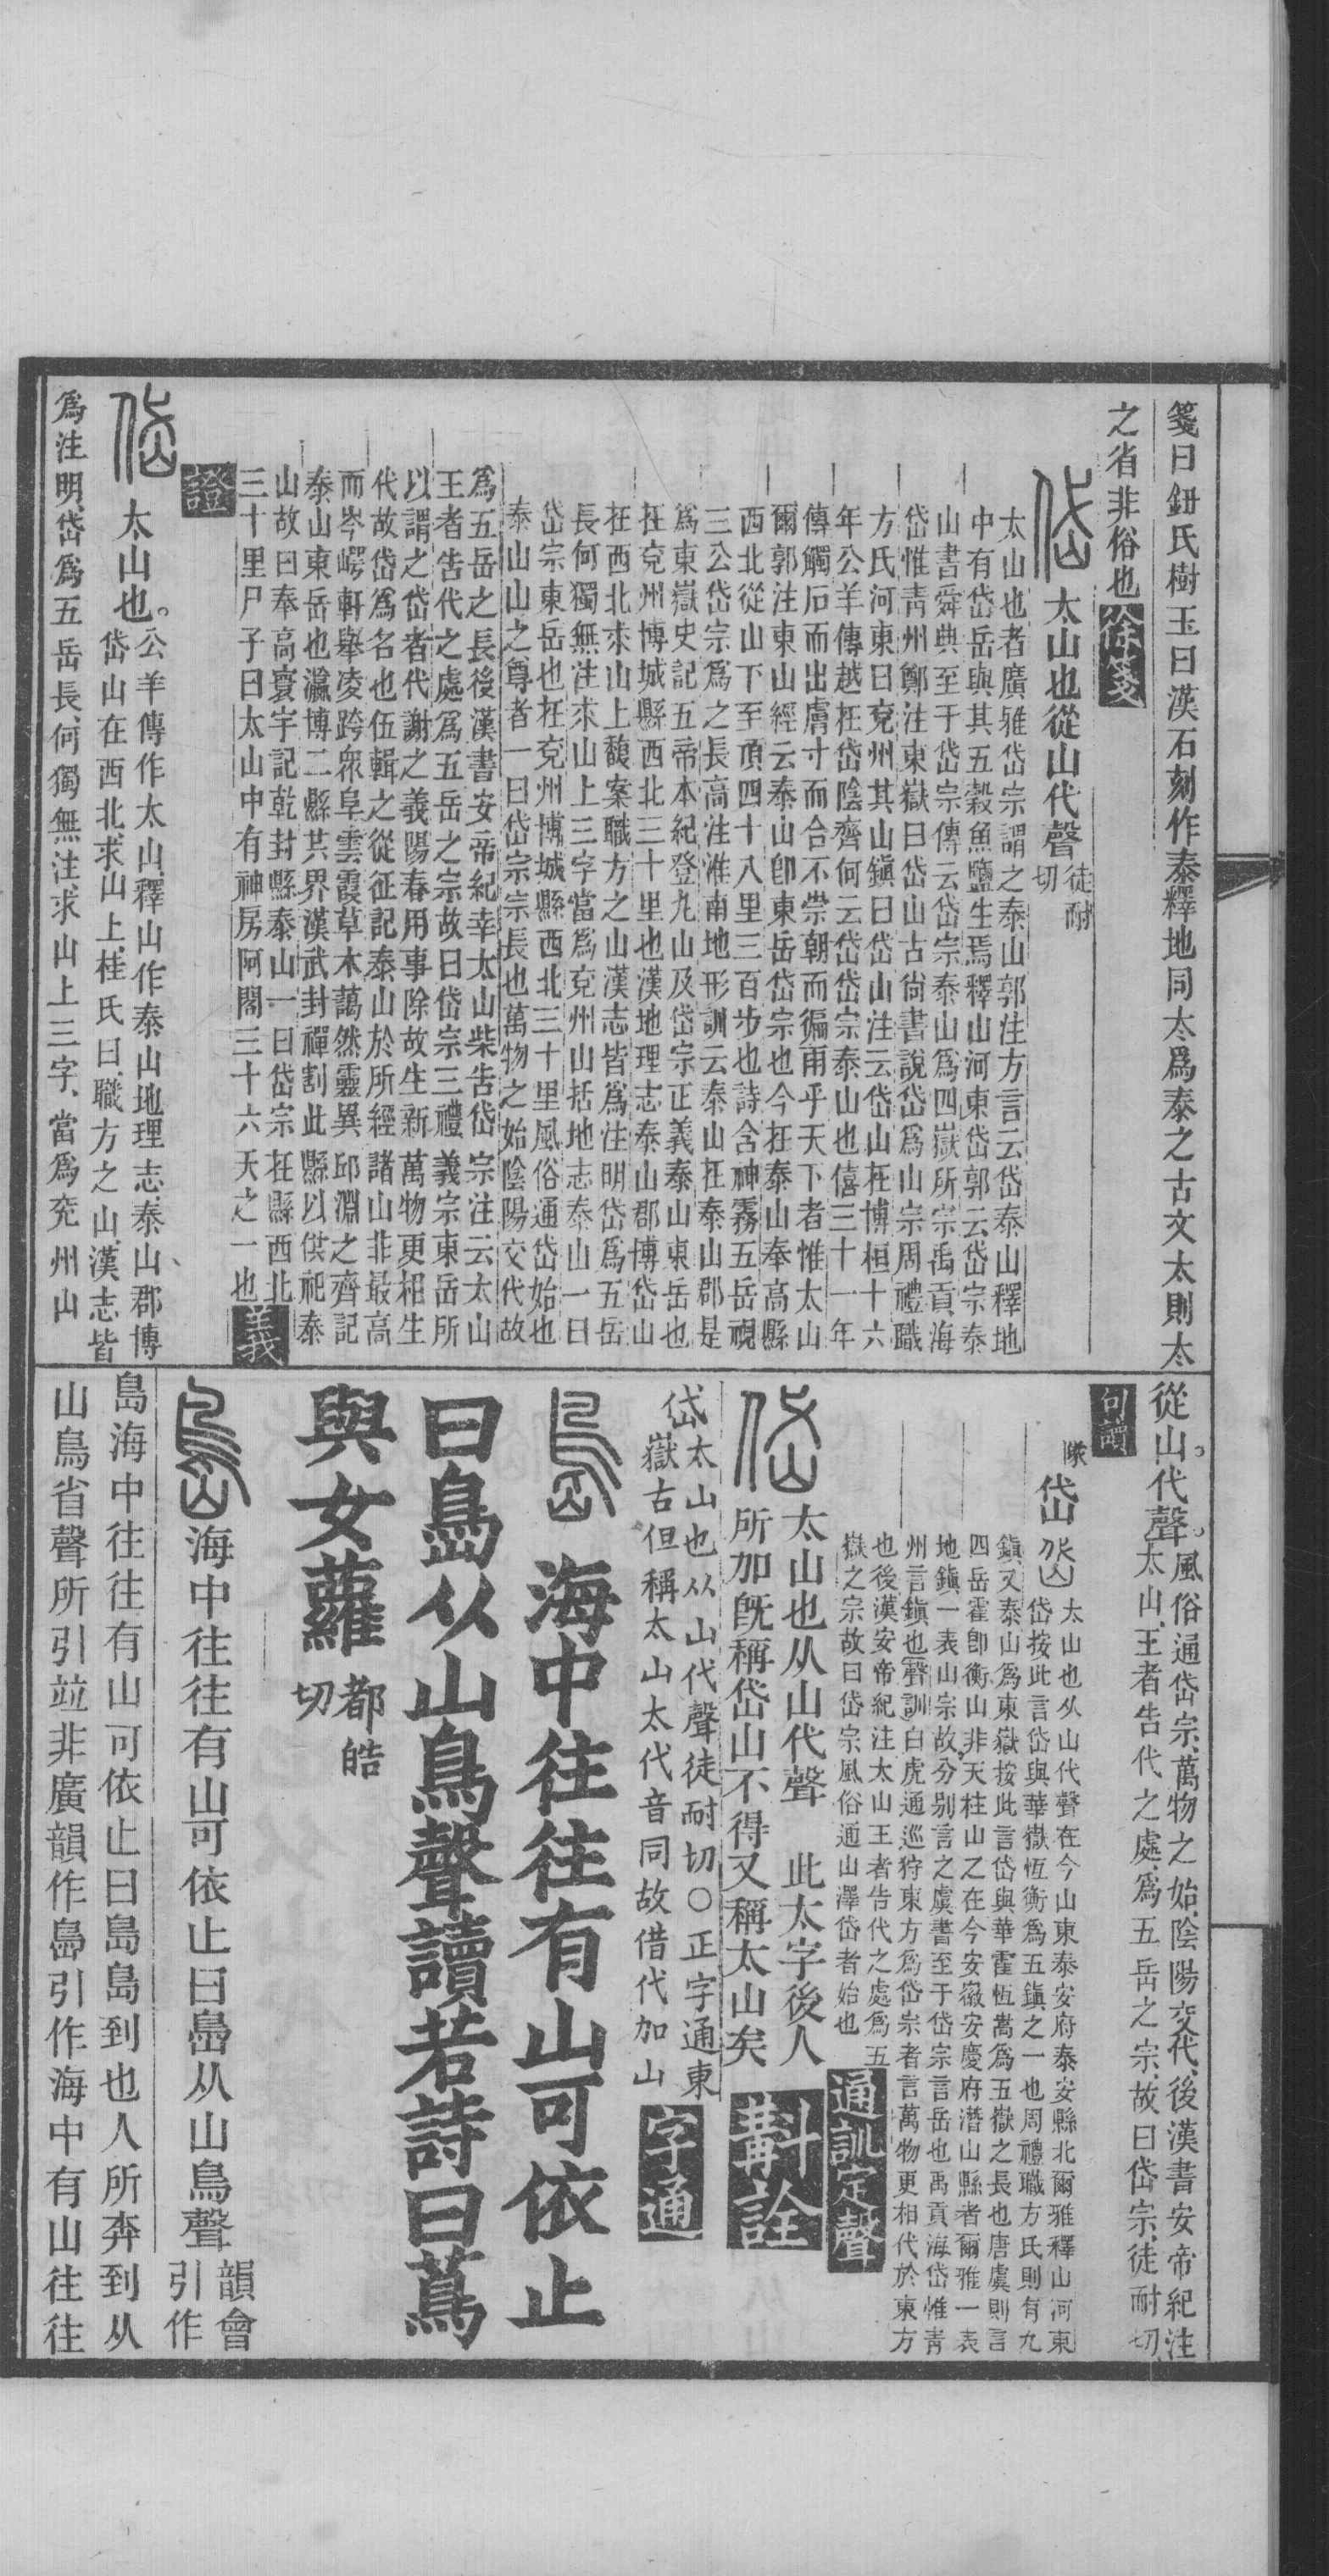 箋曰鈕氏樹玉曰漢石刻作泰釋地同太爲泰之古文太則太
之省非俗也徐箋
太山也從山代聲徒耐切
太山也者廣雅岱宗謂之泰山郭注方言云岱泰山釋地
中有岱岳與其五穀魚鹽生焉釋山河東岱郭云岱宗泰
山書舜典至于岱宗傳云岱宗泰山爲四嶽所宗禹貢海
岱惟青州鄭注東嶽曰岱山古尙書說岱爲山宗周禮職
方氏河東曰兗州其山鎭曰岱山注云岱山在博桓十六
年公羊傳越在岱陰齊何云岱岱宗泰山也僖三十一年
傳觸石而出膚寸而合不崇朝而徧雨乎天下者惟太山
爾郭注東山經云泰山卽東岳岱宗也今在泰山奉高縣
西北從山下至頂四十八里三百步也詩含神霧五岳視
三公岱宗爲之長高注淮南地形訓云泰山在泰山郡是
爲東嶽史記五帝本紀登九山及岱宗正義泰山東岳也
在兗州博城縣西北三十里也漢地理志泰山郡博岱山
在西北求山上馥案職方之山漢志皆爲注明岱爲五岳
長何獨無注求山上三字當爲兗州山括地志泰山一曰
岱宗東岳也在兗州博城縣西北三十里風俗通岱始也
泰山山之尊者一曰岱宗宗長也萬物之始陰陽交代故
爲五岳之長後漢書安帝紀幸太山柴告岱宗注云太山
王者告代之處爲五岳之宗故曰岱宗三禮義宗東岳所
以謂之岱者代謝之義陽春用事除故生新萬物更相生
代故岱爲名也伍輯之從征記泰山於所經諸山非最高
而岑崿軒舉凌跨衆阜雲霞草木藹然靈異邱淵之齊記
泰山東岳也瀛博二縣共界漢武封禪割此縣以供祀泰
山故曰奉高寰宇記乾封縣泰山一曰岱宗在縣西北
三十里尸子曰太山中有神房阿閣三十六天之一也義
證
太山也。公羊傳作太山釋山作泰山地理志泰山郡博
岱山在西北求山上桂氏曰職方之山漢志皆
爲注明岱爲五岳長何獨無注求山上三字、當爲兗州山
從山。代聲。風俗通岱宗、萬物之始、陰陽交代、後漢書安帝紀注
太山、王者告代之處、爲五岳之宗、故曰岱宗、徒耐切
句讀
岱太山也从山代聲在今山東泰安府泰安縣北爾雅釋山河東
岱按此言岱與華嶽恆衡爲五鎭之一也周禮職方氏則有九
鎭又泰山爲東嶽按此言岱與華霍恆嵩爲五嶽之長也唐虞則言
四岳霍卽衡山非天柱山之在今安徽安慶府潛山縣者爾雅一表
地鎭一表山宗故分别言之虞書至于岱宗言岳也禹貢海岱惟青
州言鎭也聲訓白虎通巡狩東方爲岱宗者言萬物更相代於東方
也後漢安帝紀注太山王者告代之處爲五
嶽之宗故曰岱宗風俗通山澤岱者始也通訓定聲
太山也从山代聲　此太字後人
所加旣稱岱山不得又稱太山矣斠詮
岱太山也从山代聲徒耐切○正字通東
嶽古但稱太山太代音同故借代加山字通
海中往往有山可依止
曰㠀从山鳥聲讀若詩曰蔦
與女蘿都皓切
海中往往有山可依止曰㠀从山鳥聲韻會引作
島海中往往有山可依止曰島島到也人所奔到从
山鳥省聲所引竝非廣韻作㠀引作海中有山往往